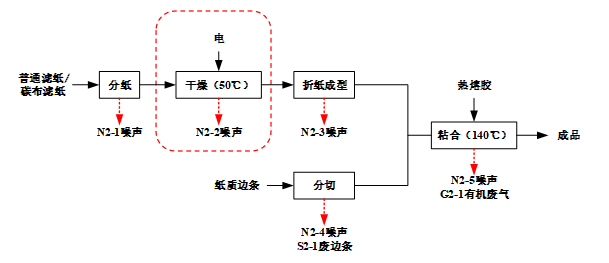 电
普通滤纸/
碳布滤纸
分纸
干燥（50℃）
折纸成型
热熔胶
N2-1噪声
N2-2噪声
N2-3噪声
粘合（140℃）
成品
纸质边条
分切
N2-5噪声
G2-1有机废气
N2-4噪声
S2-1废边条